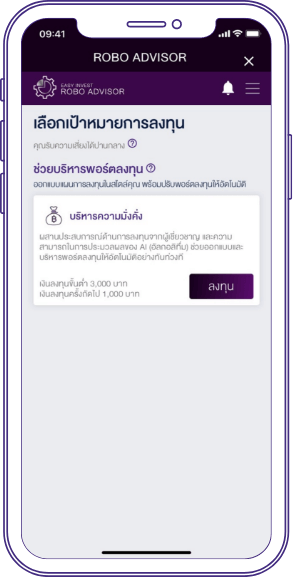 09:41
ROBO ADVISOR
EASY INVEST
ROBO ADVISOR
เลือกเป้าหมายการลงทุน
คุณรับความเสี่ยงได้ปานกลาง
ช่วยบริหารพอร์ตลงทุน
ออกแบบแผนการลงทุนในสไตล์คุณ พร้อมปรับพอร์ตลงทุนให้อัตโนมัติ
บริหารความมั่งคั่ง
ผสานประสบการณ์ด้านการลงทุนจากผู้เชี่ยวชาญ และความ
สามารถในการประมวลผลของ AI (อัลกอริทึ่ม) ช่วยออกแบบและ
บริหารพอร์ตลงทุนให้อัตโนมัติอย่างทันท่วงที
เงินลงทุนขั้นต่ำ 3,000 บาท
เงินลงทุนครั้งถัดไป 1,000 บาท
ลงทุน